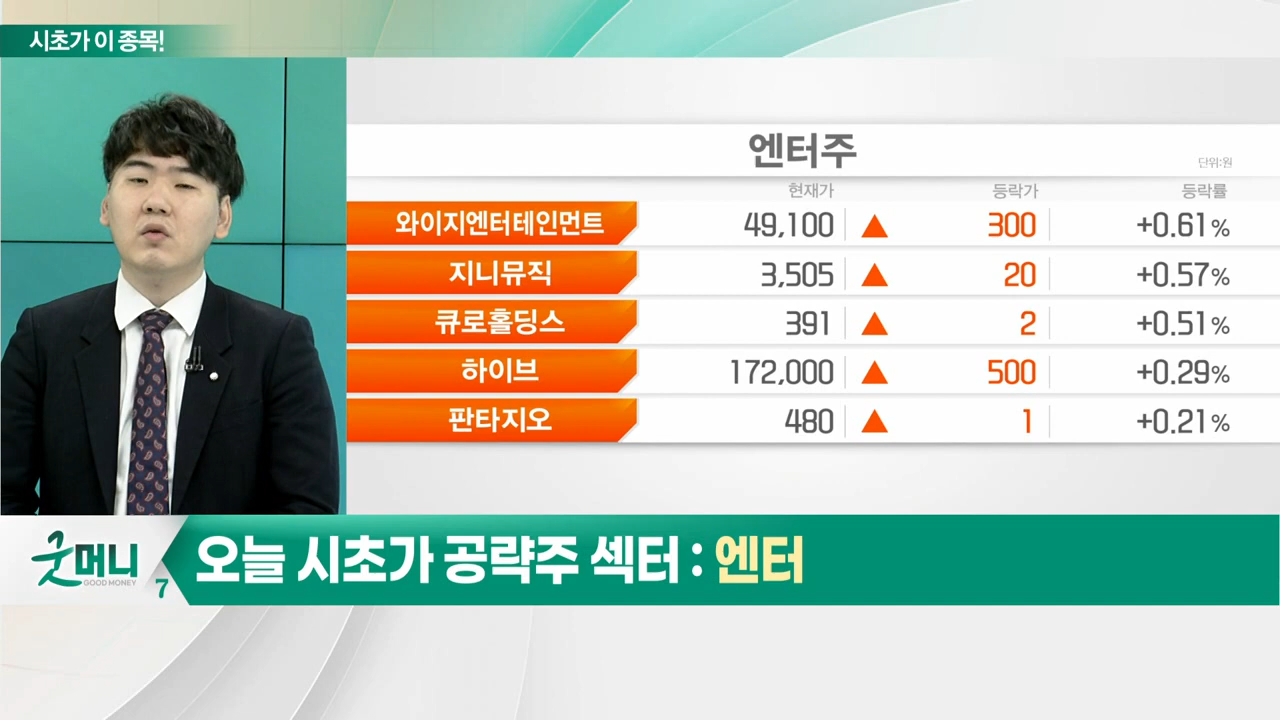 시초가 이 종목!
엔터주
단위:원
현재가 등락가 등락률
와이지엔터테인먼트 49,100 ▲ 300 +0.61%
지니뮤직 3,505 ▲ 20 +0.57%
큐로홀딩스 391 ▲ 2 +0.51%
하이브 172,000 ▲ 500 +0.29%
판타지오 480 ▲ 1 +0.21%
굿머니
GOOD MONEY
7
오늘 시초가 공략주 섹터 : 엔터